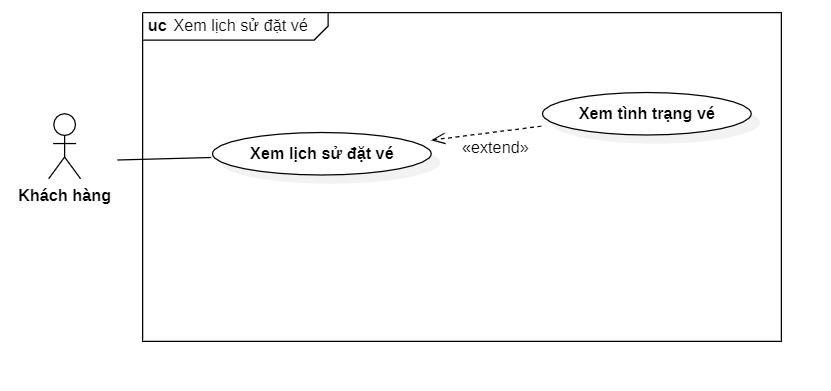 uc Xem lịch sử đặt vé
Xem tình trạng vé
Xem lịch sử đặt vé
«extend»
Khách hàng